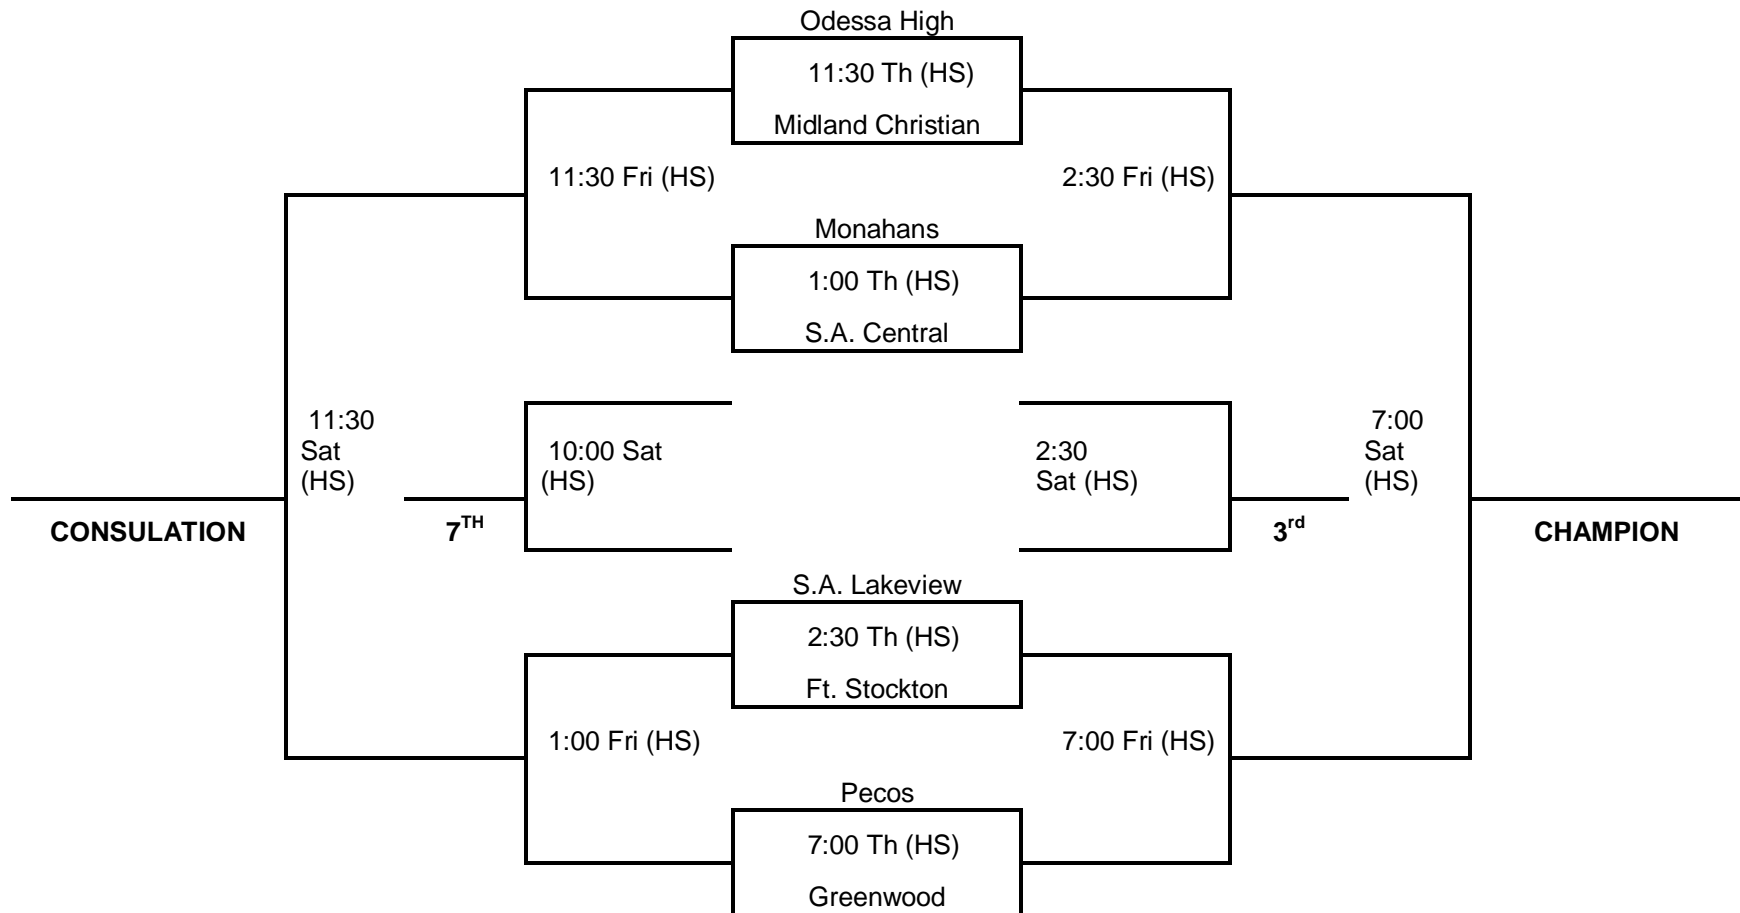 Odessa High
11:30 Th (HS)
Midland Christian
11:30 Fri (HS)
2:30 Fri (HS)
Monahans
1:00 Th (HS)
S.A. Central
11:30
Sat
(HS)
10:00 Sat
(HS)
2:30
Sat (HS)
7:00
Sat
(HS)
CONSULATION
7TH
3rd
CHAMPION
S.A. Lakeview
2:30 Th (HS)
Ft. Stockton
1:00 Fri (HS)
7:00 Fri (HS)
Pecos
7:00 Th (HS)
Greenwood